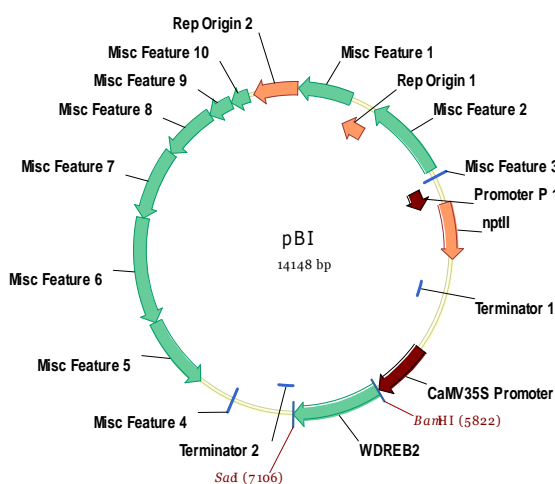 Rep Origin 2
Misc Feature 10
Misc Feature 1
Misc Feature 9
Rep Origin 1
Misc Feature 8
Misc Feature 2
Misc Feature 7
Misc Feature 3
Promoter P 1
nptII
pBI
14148 bp
Misc Feature 6
Terminator 1
Misc Feature 5
CaMV35S Promoter
Misc Feature 4
BamHI (5822)
Terminator 2
WDREB2
SacI (7106)